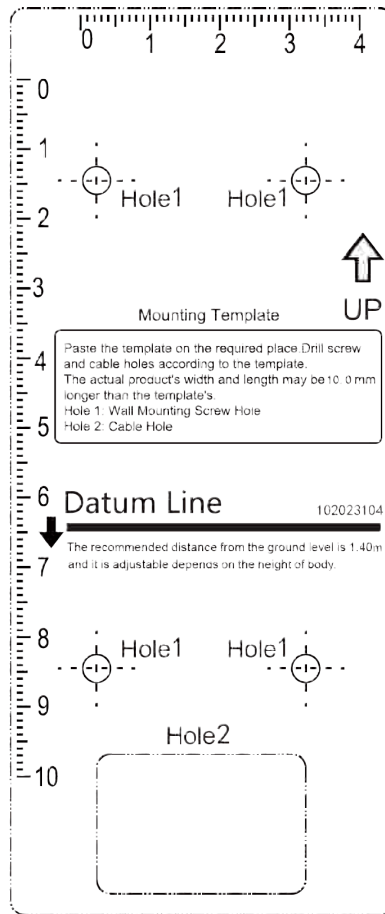 0 1 2 3 4
0
1
Hole1 Hole1
2
3
UP
Mounting Template
4
Paste the template on the required place.Drill screw
and cable holes according to the template.
The actual product's width and length may be 10.0 mm
longer than the template's.
Hole 1: Wall Mounting Screw Hole
Hole 2: Cable Hole
5
6
Datum Line 102023104
The recommended distance from the ground level is 1.40m
7
and it is adjustable depends on the height of body.
8
Hole1 Hole1
9
Hole2
10